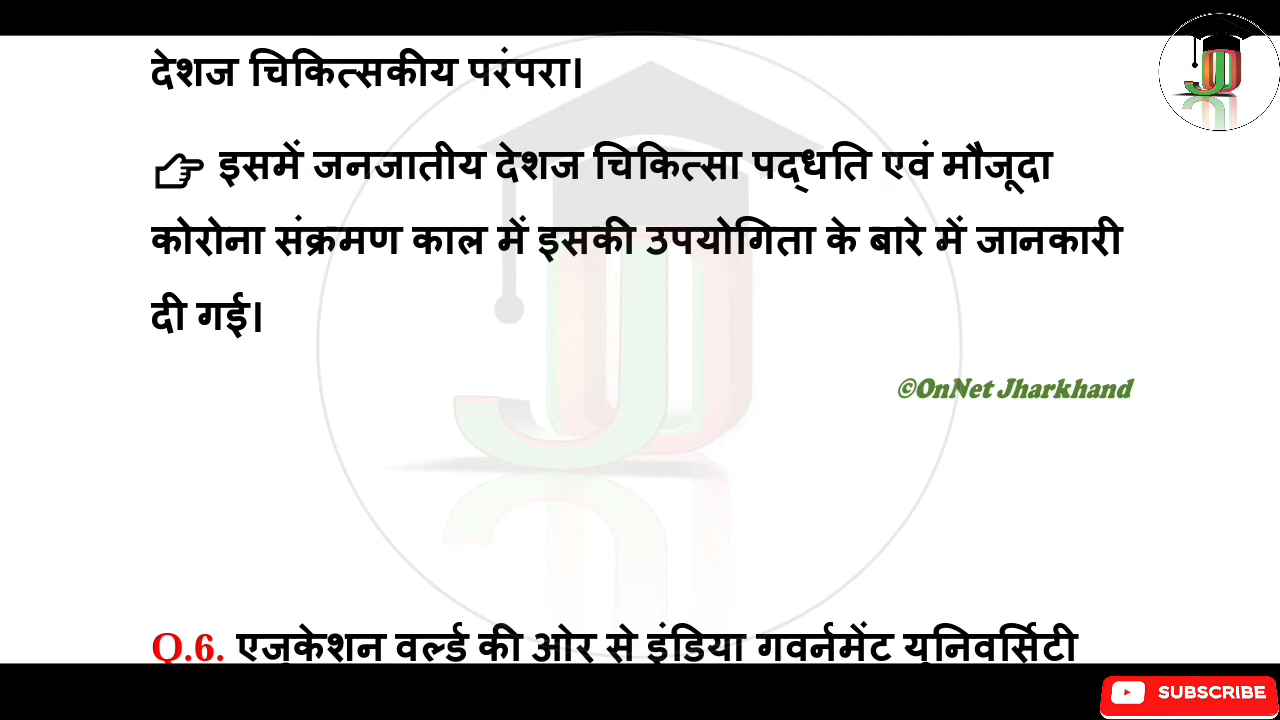 देशज चिकित्सकीय परंपरा।
👉 इसमें जनजातीय देशज चिकित्सा पद्धति एवं मौजूदा
कोरोना संक्रमण काल में इसकी उपयोगिता के बारे में जानकारी
दी गई।
©OnNet Jharkhand
Q.6. एजुकेशन वर्ल्ड की ओर से इंडिया गवर्नमेंट यूनिवर्सिटी
SUBSCRIBE